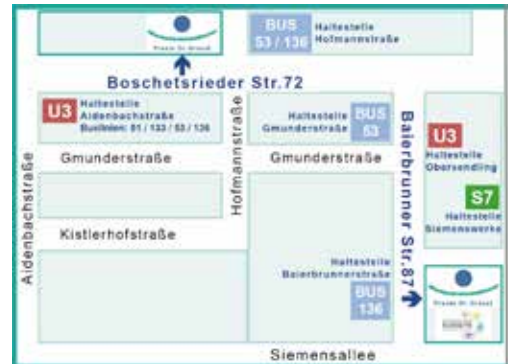 BUS
53 / 136
Haltestelle
Hofmannstraße
Boschetsrieder Str.72
U3
Haltestelle
Aidenbachstraße
Buslinien: 51 / 133 / 53 / 136
Haltestelle
Gmunderstraße
BUS
53
Gmunderstraße
Gmunderstraße
Aidenbachstraße
Hofmannstraße
Baierbrunner Str.87
U3
Haltestelle
Obersendling
S7
Haltestelle
Siemenswerke
Kistlerhofstraße
Haltestelle
Baierbrunnerstraße
BUS
136
Siemensallee